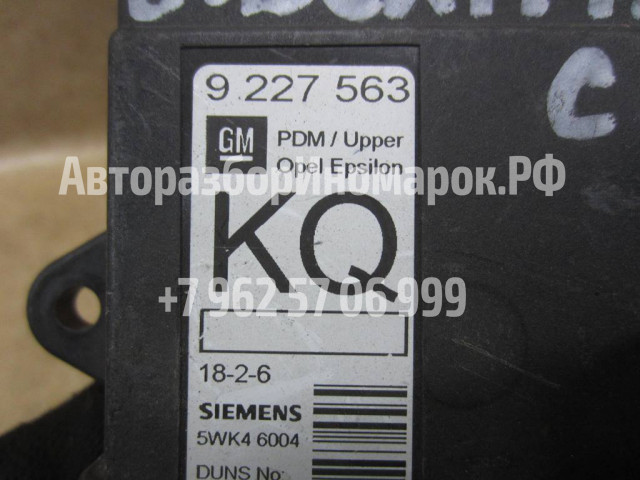 C
9 227 563
GM
PDM / Upper
Opel Epsilon
АвторазборИномарок.РФ
KQ
+7 962 57 06 999
18-2-6
SIEMENS
5WK4 6004
DUNS No: